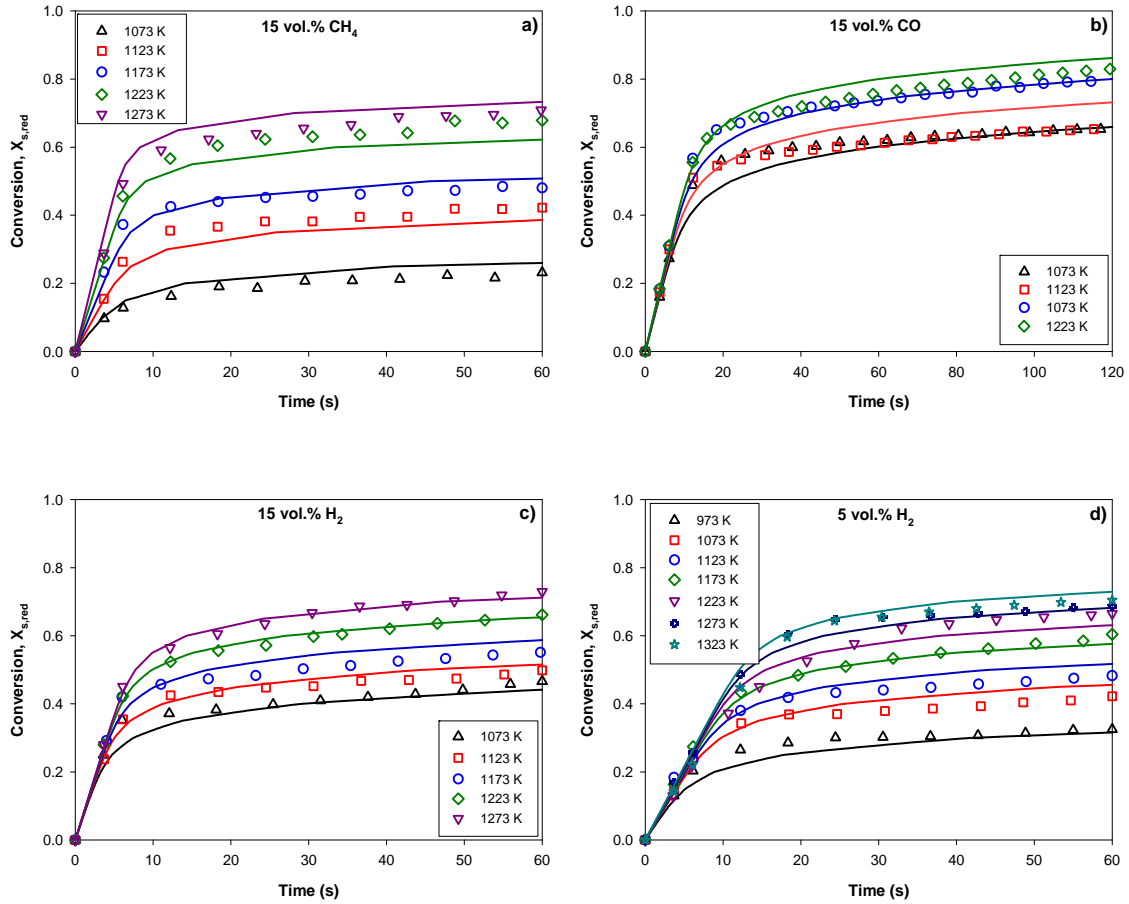 15 vol.% CH4
a)
1073 K
1123 K
1173 K
1223 K
1273 K
Conversion, Xs,red
1.0
0.8
0.6
0.4
0.2
0.0
0 10 20 30 40 50 60
Time (s)
15 vol.% CO
b)
1073 K
1123 K
1073 K
1223 K
Conversion, Xs,red
1.0
0.8
0.6
0.4
0.2
0.0
0 20 40 60 80 100 120
Time (s)
15 vol.% H2
c)
1073 K
1123 K
1173 K
1223 K
1273 K
Conversion, Xs,red
1.0
0.8
0.6
0.4
0.2
0.0
0 10 20 30 40 50 60
Time (s)
5 vol.% H2
d)
973 K
1073 K
1123 K
1173 K
1223 K
1273 K
1323 K
Conversion, Xs,red
1.0
0.8
0.6
0.4
0.2
0.0
0 10 20 30 40 50 60
Time (s)